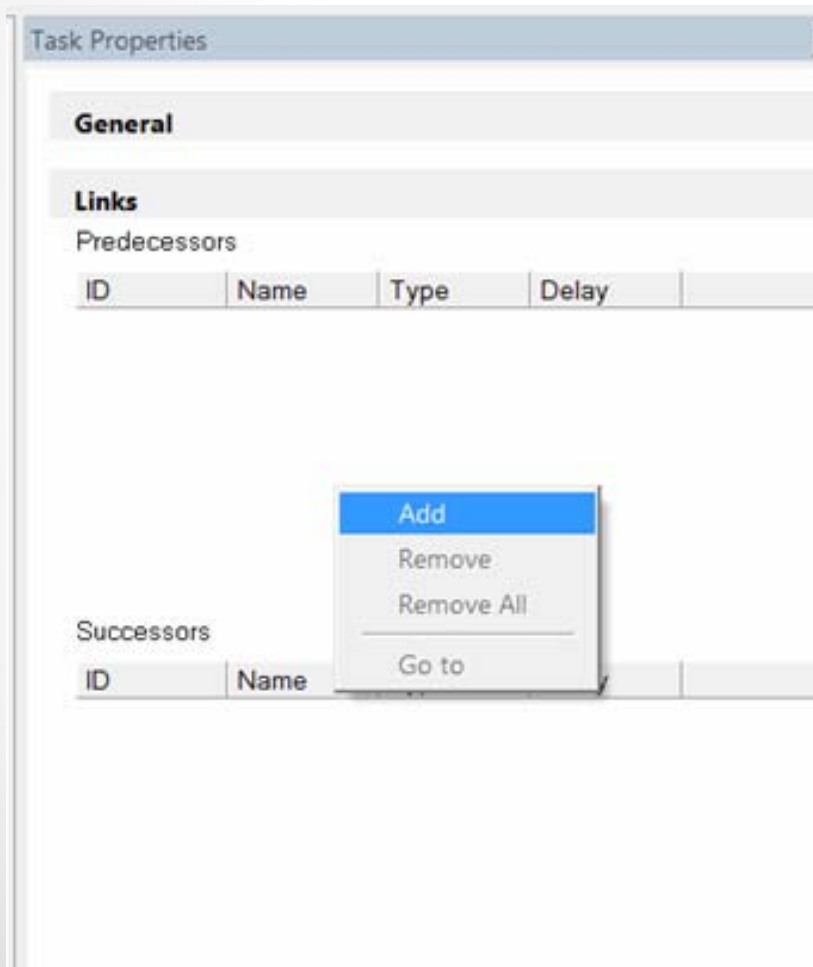 Task Properties
General
Links
Predecessors
ID Name Type Delay
Add
Remove
Remove All
Go to
Successors
ID Name